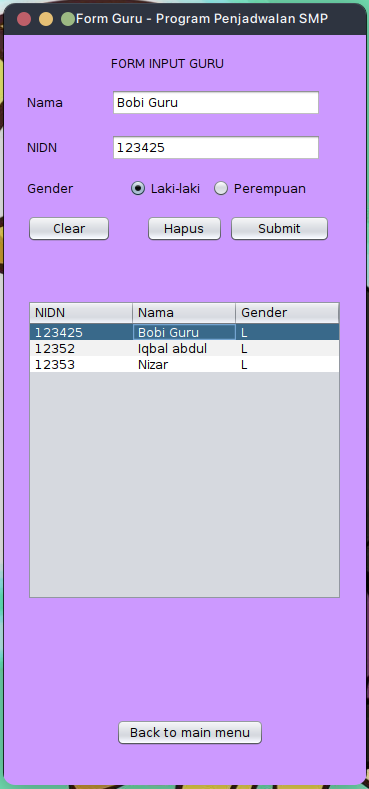 Form Guru - Program Penjadwalan SMP
FORM INPUT GURU
Nama Bobi Guru
NIDN 123425
Gender Laki-laki Perempuan
Clear Hapus Submit
NIDN Nama Gender
123425 Bobi Guru L
12352 Iqbal abdul L
12353 Nizar L
Back to main menu